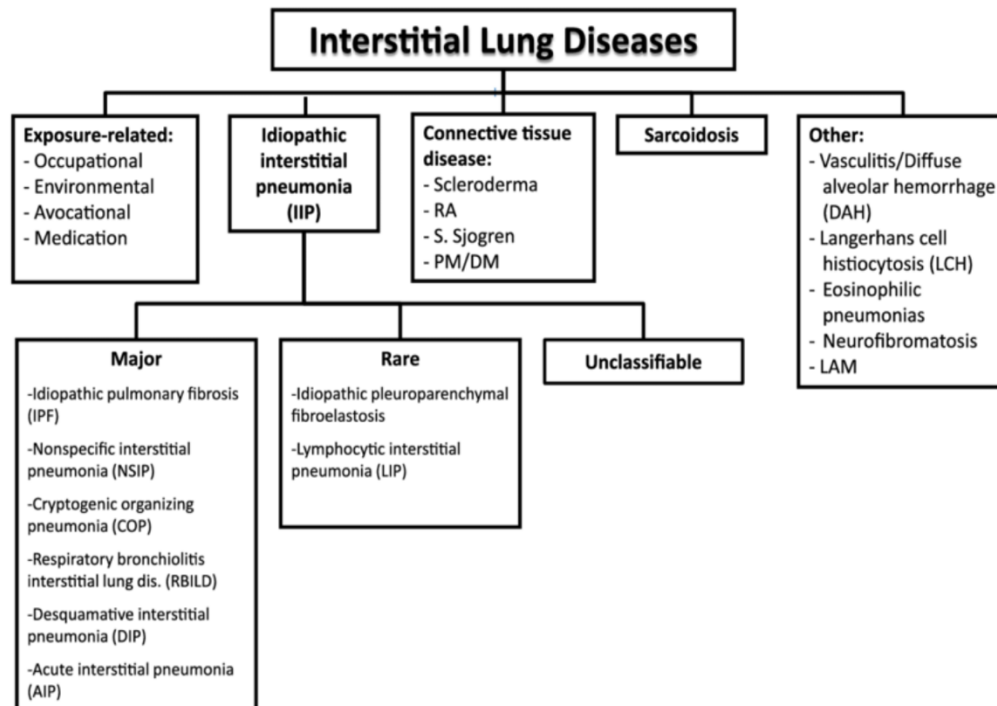 Interstitial Lung Diseases
Exposure-related:
- Occupational
- Environmental
- Avocational
- Medication
Idiopathic
interstitial
pneumonia
(IIP)
Connective tissue
disease:
- Scleroderma
- RA
- S. Sjogren
- PM/DM
Sarcoidosis
Other:
- Vasculitis/Diffuse
alveolar hemorrhage
(DAH)
- Langerhans cell
histiocytosis (LCH)
- Eosinophilic
pneumonias
- Neurofibromatosis
- LAM
Major
-Idiopathic pulmonary fibrosis
(IPF)
-Nonspecific interstitial
pneumonia (NSIP)
-Cryptogenic organizing
pneumonia (COP)
-Respiratory bronchiolitis
interstitial lung dis. (RBILD)
-Desquamative interstitial
pneumonia (DIP)
-Acute interstitial pneumonia
(AIP)
Rare
-Idiopathic pleuroparenchymal
fibroelastosis
-Lymphocytic interstitial
pneumonia (LIP)
Unclassifiable